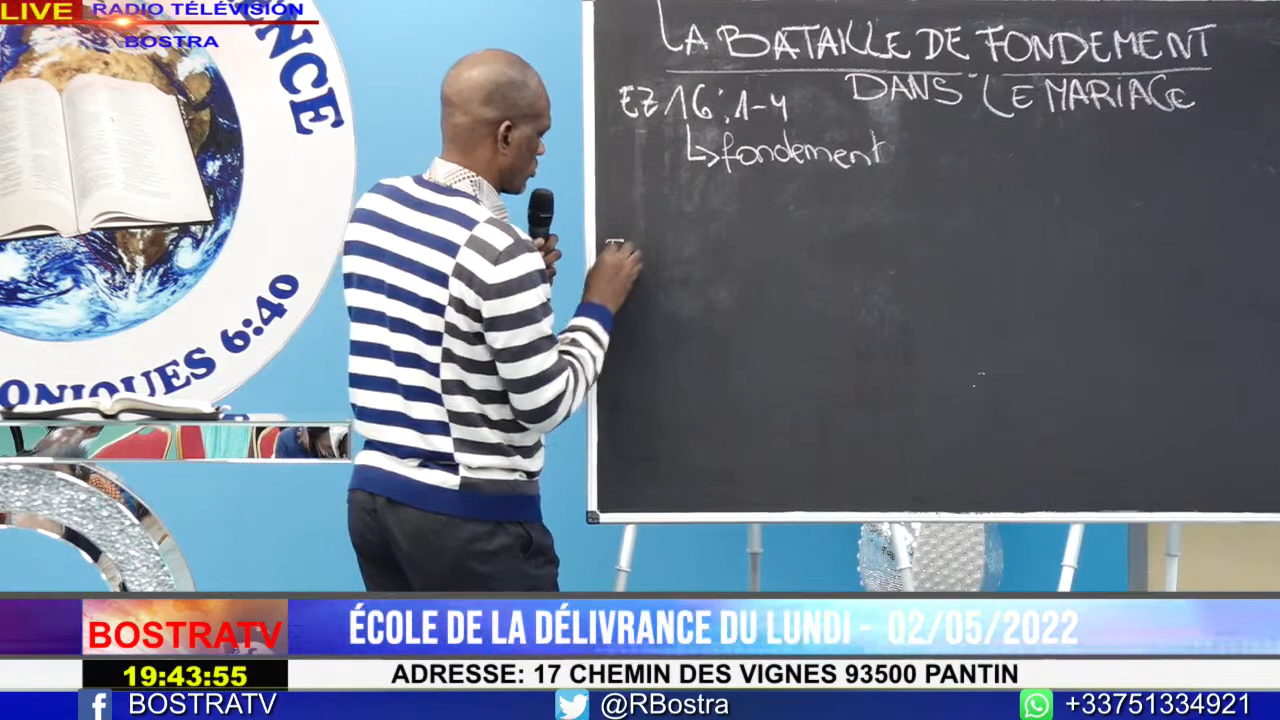 LIVE RADIO TÉLÉVISION
BOSTRA
ENCE
ONIQUES 6:40
LA BATAILLE DE FONDEMENT
DANS LE MARIAGE
EZ 16:1-4
↳fondement
BOSTRATV
ÉCOLE DE LA DÉLIVRANCE DU LUNDI - 02/05/2022
19:43:55
ADRESSE: 17 CHEMIN DES VIGNES 93500 PANTIN
BOSTRATV
@RBostra
+33751334921